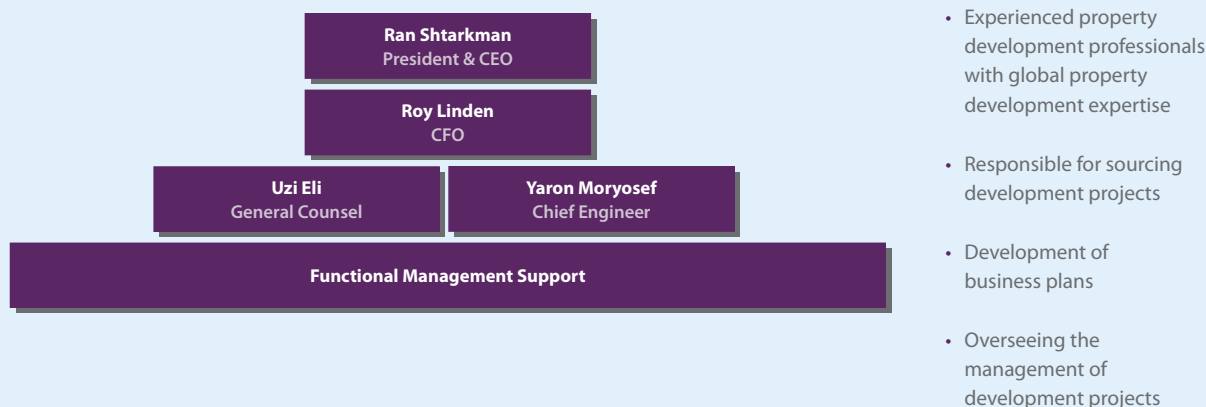 Ran Shtarkman
President & CEO
Roy Linden
CFO
Uzi Eli
General Counsel
Yaron Moryosef
Chief Engineer
Functional Management Support
• Experienced property
development professionals
with global property
development expertise
• Responsible for sourcing
development projects
• Development of
business plans
• Overseeing the
management of
development projects